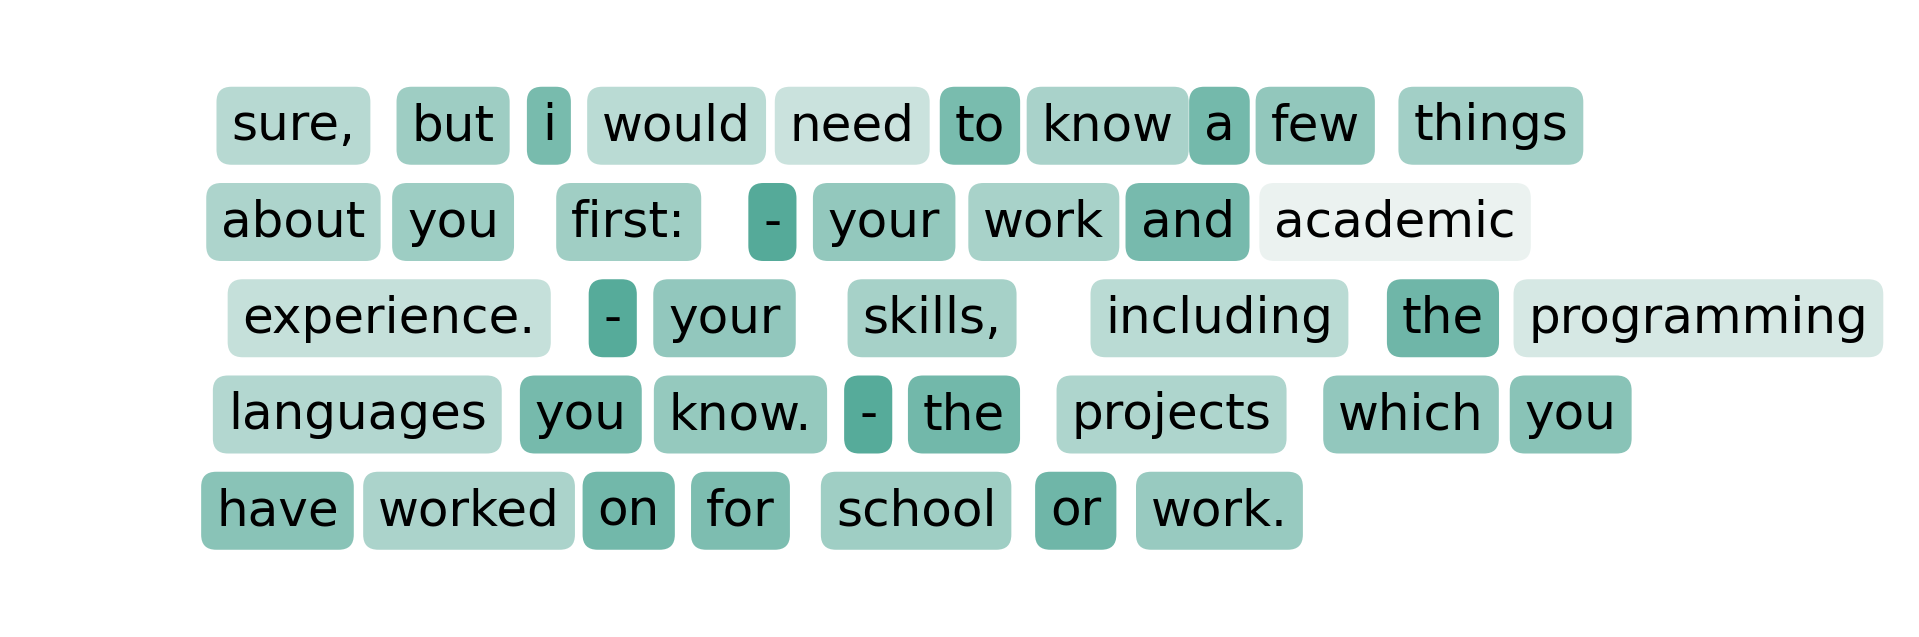 sure, but i would need to know a few things
about you first: - your work and academic
experience. - your skills, including the programming
languages you know. - the projects which you
have worked on for school or work.